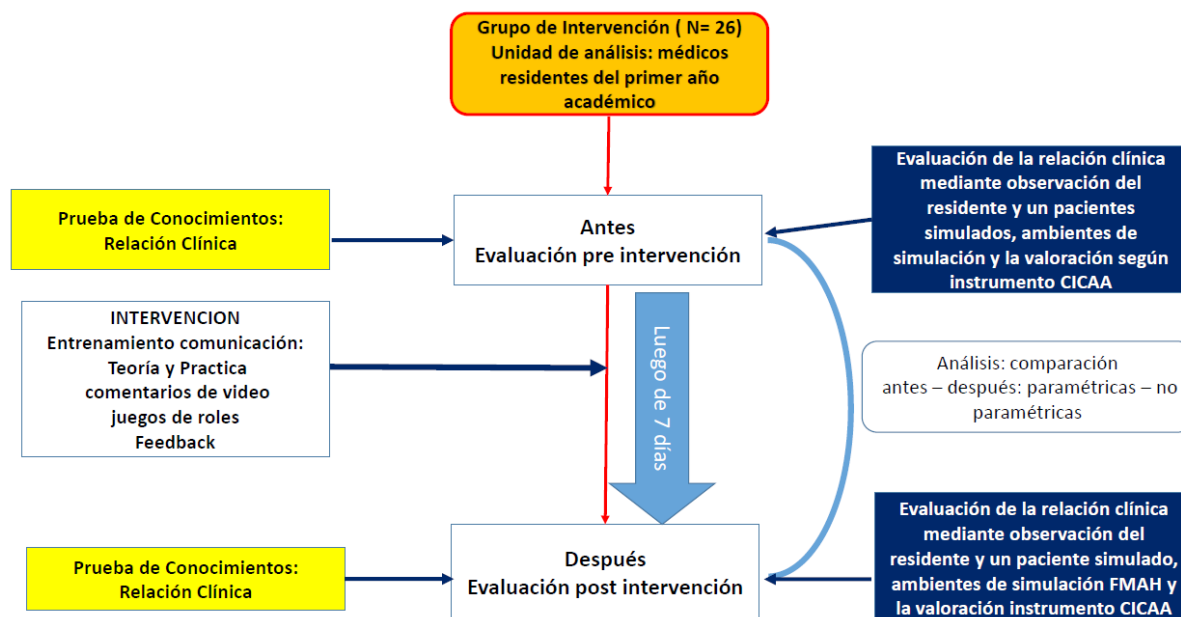 Grupo de Intervención ( N= 26)
Unidad de análisis: médicos
residentes del primer año
académico
Prueba de Conocimientos:
Relación Clínica
Antes
Evaluación pre intervención
Evaluación de la relación clínica
mediante observación del
residente y un pacientes
simulados, ambientes de
simulación y la valoración según
instrumento CICAA
INTERVENCION
Entrenamiento comunicación:
Teoría y Practica
comentarios de video
juegos de roles
Feedback
Luego de 7 días
Análisis: comparación
antes – después: paramétricas – no
paramétricas
Prueba de Conocimientos:
Relación Clínica
Después
Evaluación post intervención
Evaluación de la relación clínica
mediante observación del
residente y un paciente simulado,
ambientes de simulación FMAH y
la valoración instrumento CICAA